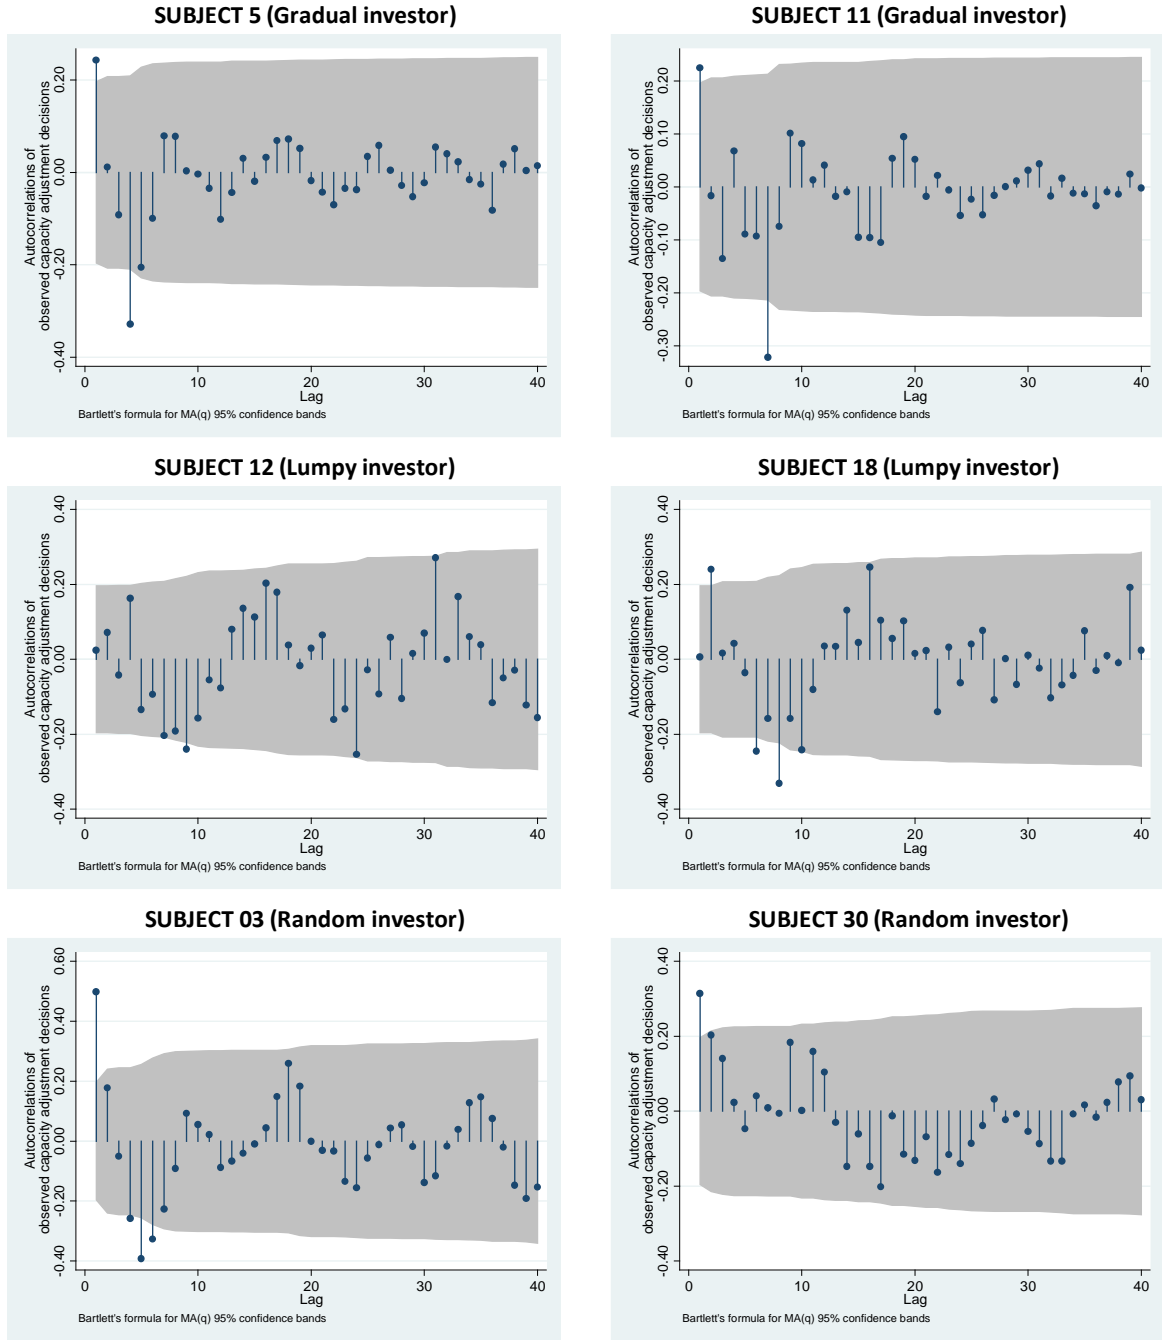 SUBJECT 5 (Gradual investor)
Autocorrelations of
observed capacity adjustment decisions
0.20
0.00
-0.20
-0.40
0 10 20 30 40
Lag
Bartlett's formula for MA(q) 95% confidence bands
SUBJECT 11 (Gradual investor)
Autocorrelations of
observed capacity adjustment decisions
0.20
0.10
0.00
-0.10
-0.20
-0.30
0 10 20 30 40
Lag
Bartlett's formula for MA(q) 95% confidence bands
SUBJECT 12 (Lumpy investor)
Autocorrelations of
observed capacity adjustment decisions
0.40
0.20
0.00
-0.20
-0.40
0 10 20 30 40
Lag
Bartlett's formula for MA(q) 95% confidence bands
SUBJECT 18 (Lumpy investor)
Autocorrelations of
observed capacity adjustment decisions
0.40
0.20
0.00
-0.20
-0.40
0 10 20 30 40
Lag
Bartlett's formula for MA(q) 95% confidence bands
SUBJECT 03 (Random investor)
Autocorrelations of
observed capacity adjustment decisions
0.60
0.40
0.20
0.00
-0.20
-0.40
0 10 20 30 40
Lag
Bartlett's formula for MA(q) 95% confidence bands
SUBJECT 30 (Random investor)
Autocorrelations of
observed capacity adjustment decisions
0.40
0.20
0.00
-0.20
-0.40
0 10 20 30 40
Lag
Bartlett's formula for MA(q) 95% confidence bands